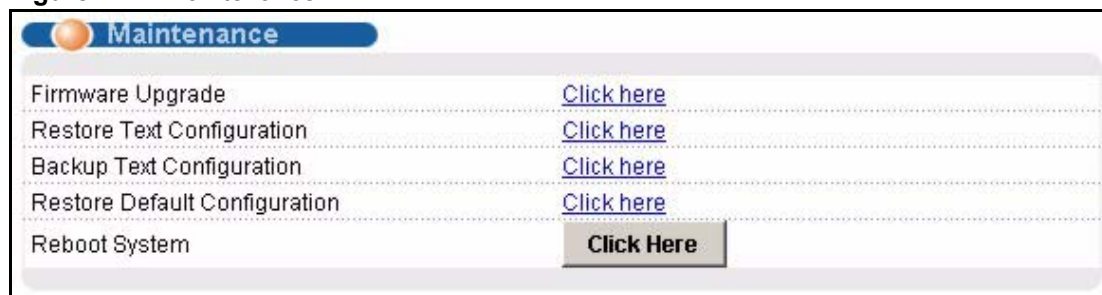 Maintenance
Firmware Upgrade Click here
Restore Text Configuration Click here
Backup Text Configuration Click here
Restore Default Configuration Click here
Reboot System Click Here